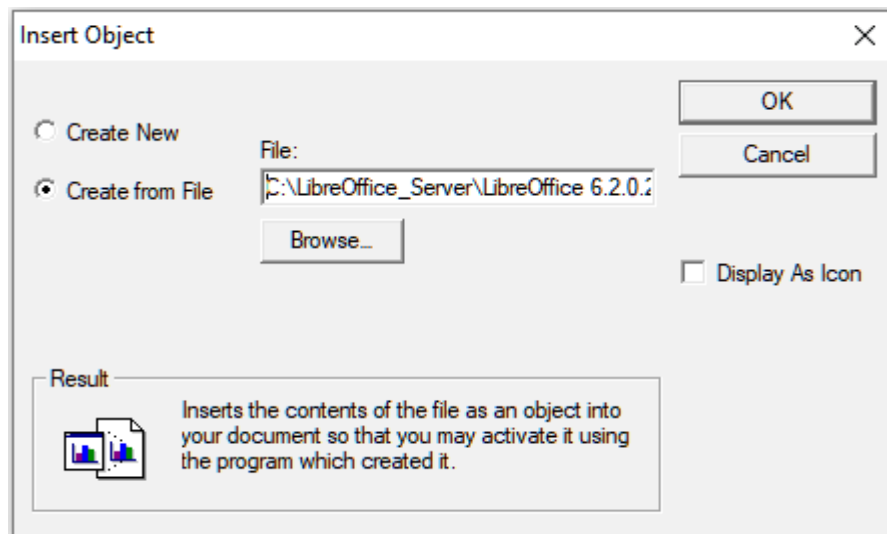 Insert Object
Create New
Create from File
File:
C:\LibreOffice_Server\LibreOffice 6.2.0.2
Browse...
OK
Cancel
Display As Icon
Result
Inserts the contents of the file as an object into
your document so that you may activate it using
the program which created it.